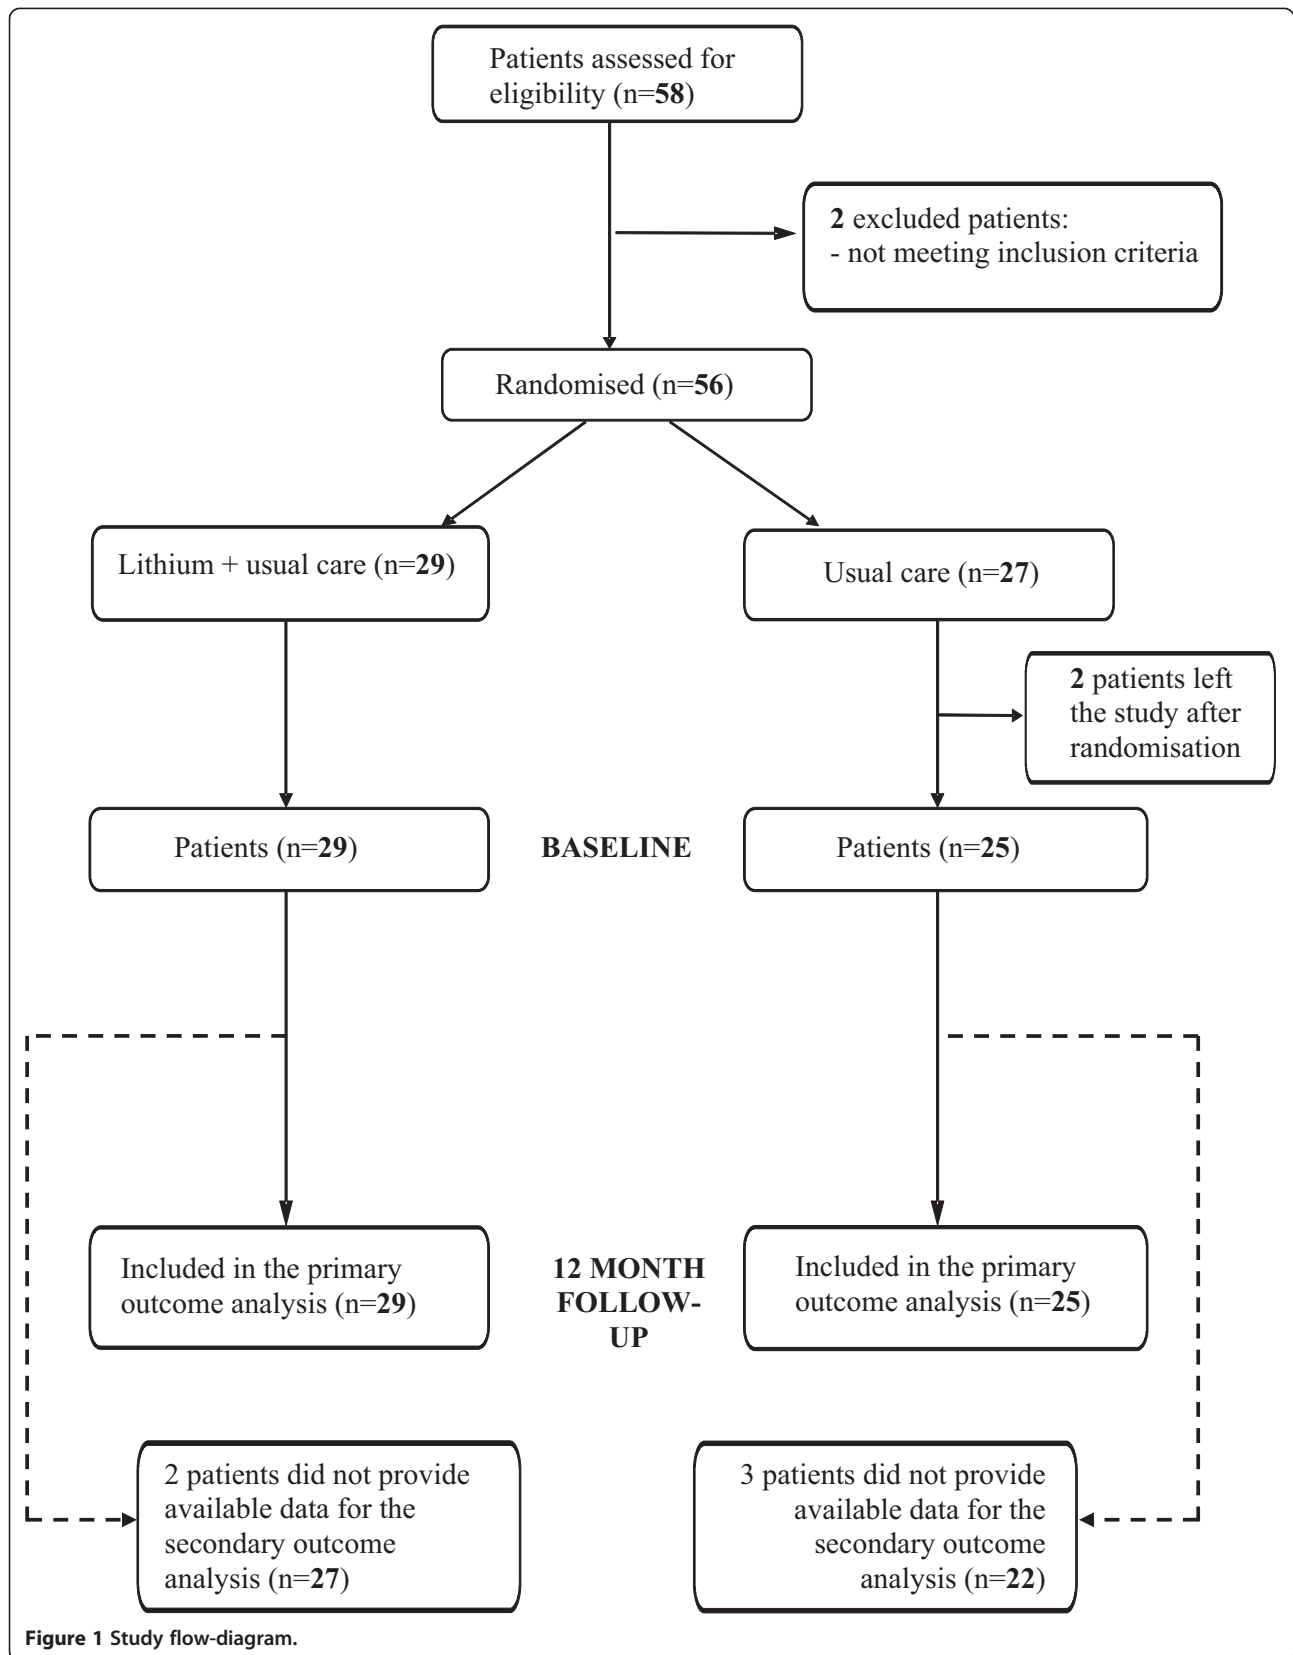 Patients assessed for
eligibility (n=58)
2 excluded patients:
- not meeting inclusion criteria
Randomised (n=56)
Lithium + usual care (n=29)
Usual care (n=27)
2 patients left
the study after
randomisation
Patients (n=29)
BASELINE
Patients (n=25)
Included in the primary
outcome analysis (n=29)
12 MONTH
FOLLOW-
UP
Included in the primary
outcome analysis (n=25)
2 patients did not provide
available data for the
secondary outcome
analysis (n=27)
3 patients did not provide
available data for the
secondary outcome
analysis (n=22)
Figure 1 Study flow-diagram.